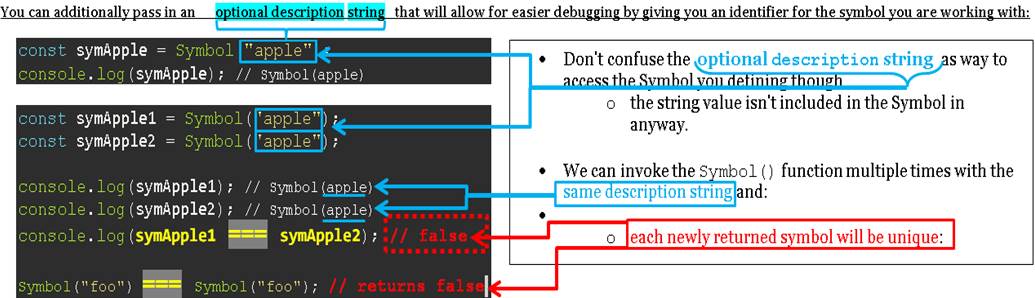 You can additionally pass in an optional description string that will allow for easier debugging by giving you an identifier for the symbol you are working with:
const symApple = Symbol "apple" ;
console.log(symApple); // Symbol(apple)
const symApple1 = Symbol("apple");
const symApple2 = Symbol("apple");
console.log(symApple1); // Symbol(apple)
console.log(symApple2); // Symbol(apple)
console.log(symApple1 === symApple2); // false
Symbol("foo") === Symbol("foo"); // returns false
• Don't confuse the optional description string as way to
access the Symbol you defining though
o the string value isn't included in the Symbol in
anyway.
• We can invoke the Symbol() function multiple times with the
same description string and:
•
o each newly returned symbol will be unique: